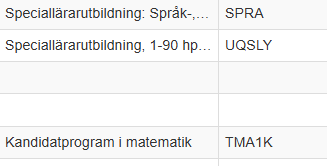 Speciallärarutbildning: Språk-,... SPRA
Speciallärarutbildning, 1-90 hp... UQSLY
Kandidatprogram i matematik TMA1K